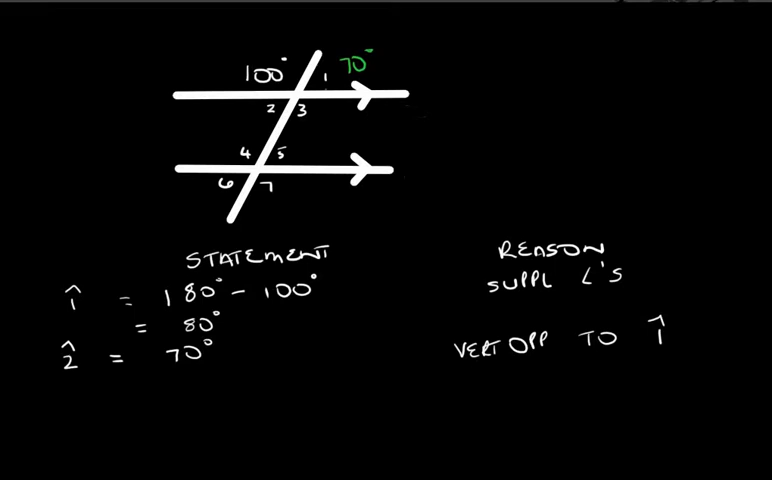 100° 1 70°
2 3
4 5
6 7
STATEMENT REASON
1̂ = 180° - 100° SUPPL ∠'S
= 80°
2̂ = 70° VERT OPP TO 1̂